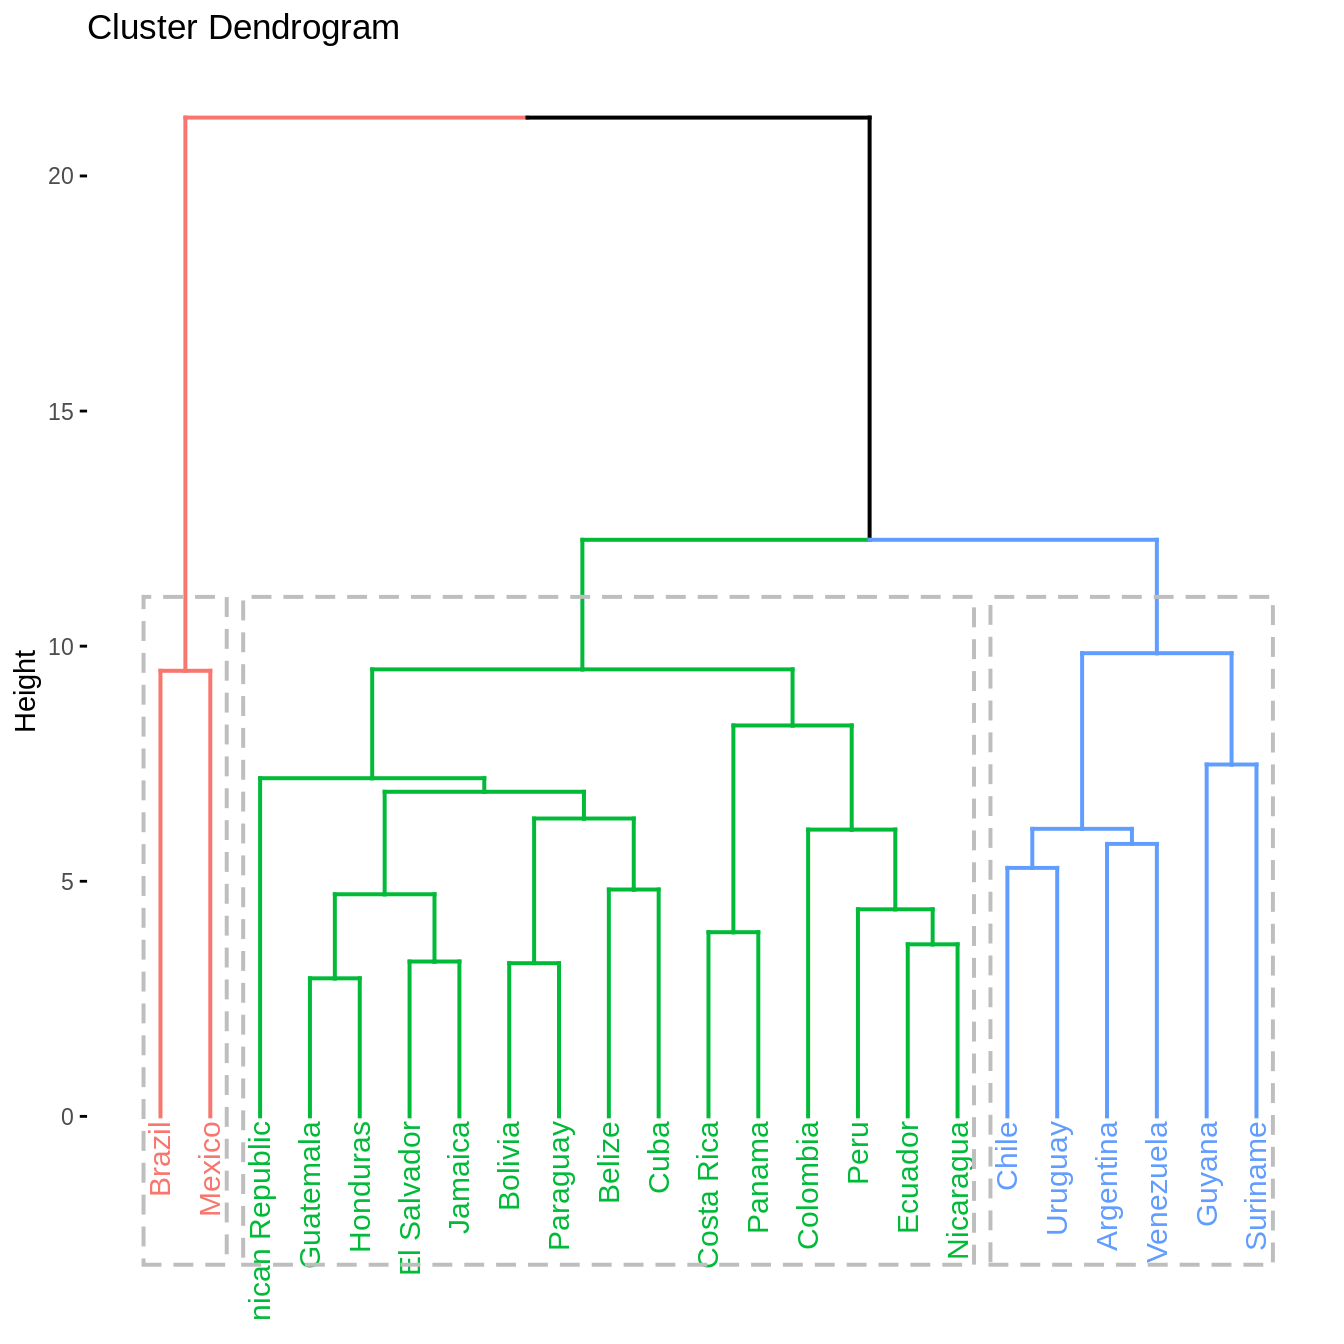 Cluster Dendrogram
20
15
10
5
0
Height
Brazil
Mexico
nican Republic
Guatemala
Honduras
El Salvador
Jamaica
Bolivia
Paraguay
Belize
Cuba
Costa Rica
Panama
Colombia
Peru
Ecuador
Nicaragua
Chile
Uruguay
Argentina
Venezuela
Guyana
Suriname